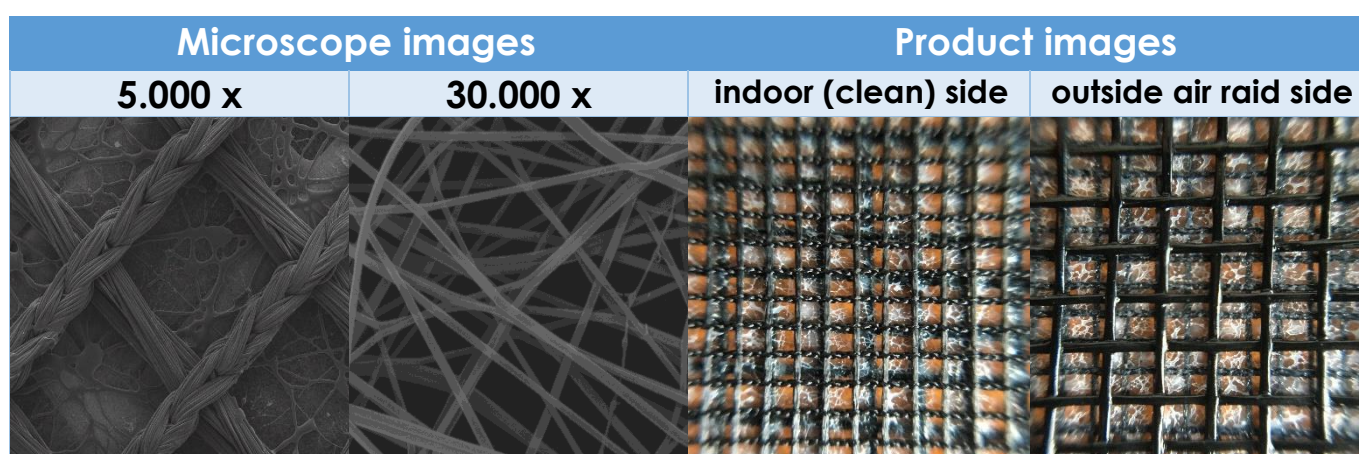 Microscope images
Product images
5.000 x
30.000 x
indoor (clean) side
outside air raid side